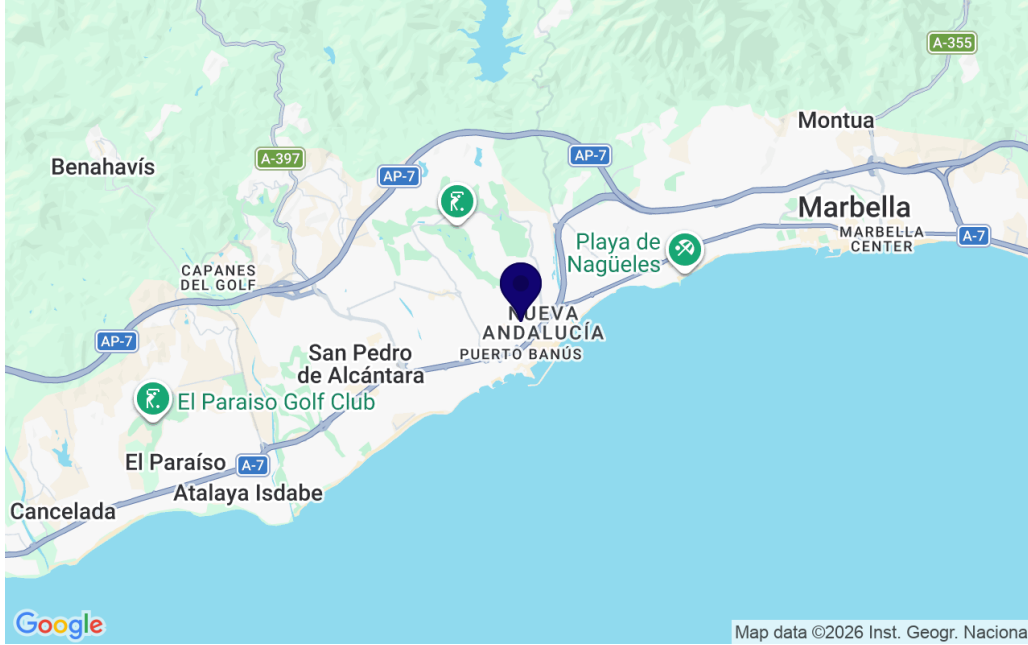 A-355
Montua
Benahavís
A-397
AP-7
AP-7
Marbella
MARBELLA
CENTER
A-7
Playa de
Nagüeles
CAPANES
DEL GOLF
NUEVA
ANDALUCÍA
PUERTO BANÚS
AP-7
San Pedro
de Alcántara
El Paraiso Golf Club
El Paraíso
A-7
Atalaya Isdabe
Cancelada
Google
Map data ©2026 Inst. Geogr. Naciona